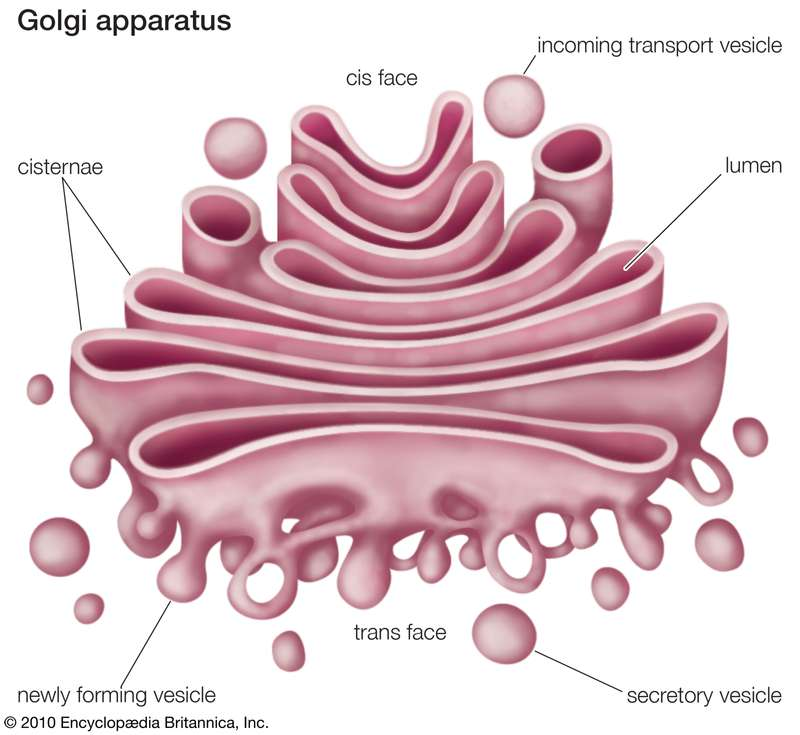 Golgi apparatus
incoming transport vesicle
cis face
cisternae
lumen
trans face
newly forming vesicle
secretory vesicle
© 2010 Encyclopædia Britannica, Inc.